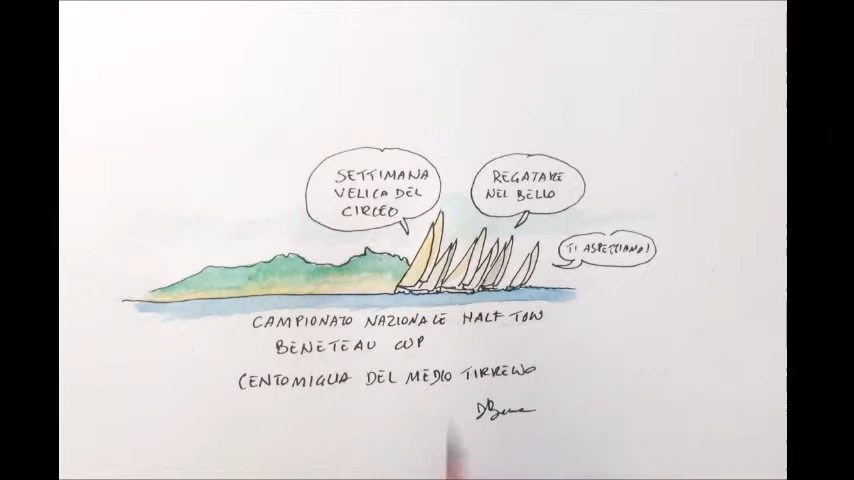 SETTIMANA
VELICA DEL
CIRCEO
REGATARE
NEL BELLO
TI ASPETTIAMO!
CAMPIONATO NAZIONALE HALF TON
BENETEAU CUP
CENTOMIGLIA DEL MEDIO TIRRENO